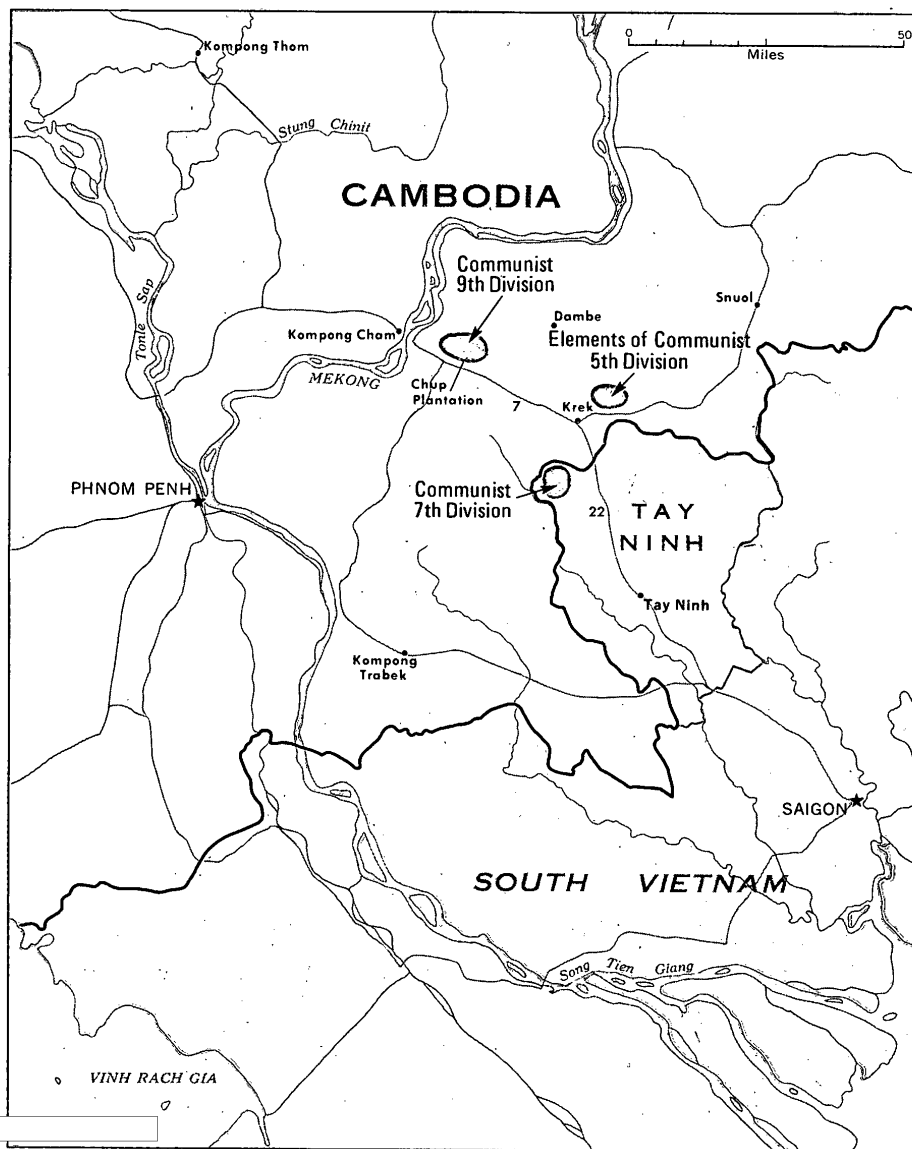 Kompong Thom
0
50
Miles
Stung Chinit
CAMBODIA
Communist
9th Division
Tonle Sap
Snuol
Dambe
Kompong Cham
Elements of Communist
5th Division
MEKONG
Chup
Plantation
7
Krek
PHNOM PENH
Communist
7th Division
22
TAY
NINH
Tay Ninh
Kompong
Trabek
SAIGON
SOUTH VIETNAM
Song Tien Giang
VINH RACH GIA